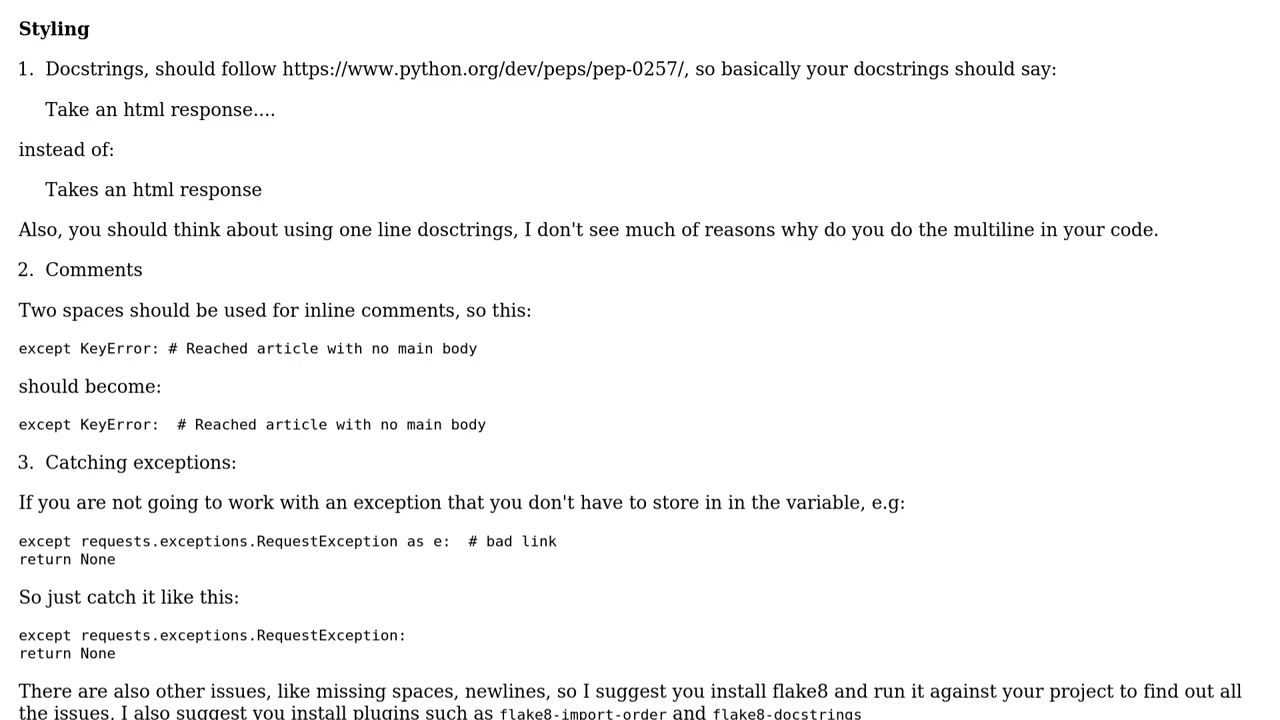 Styling
1. Docstrings, should follow https://www.python.org/dev/peps/pep-0257/, so basically your docstrings should say:
Take an html response....
instead of:
Takes an html response
Also, you should think about using one line dosctrings, I don't see much of reasons why do you do the multiline in your code.
2. Comments
Two spaces should be used for inline comments, so this:
except KeyError: # Reached article with no main body
should become:
except KeyError:  # Reached article with no main body
3. Catching exceptions:
If you are not going to work with an exception that you don't have to store in in the variable, e.g:
except requests.exceptions.RequestException as e:  # bad link
return None
So just catch it like this:
except requests.exceptions.RequestException:
return None
There are also other issues, like missing spaces, newlines, so I suggest you install flake8 and run it against your project to find out all
the issues, I also suggest you install plugins such as flake8-import-order and flake8-docstrings